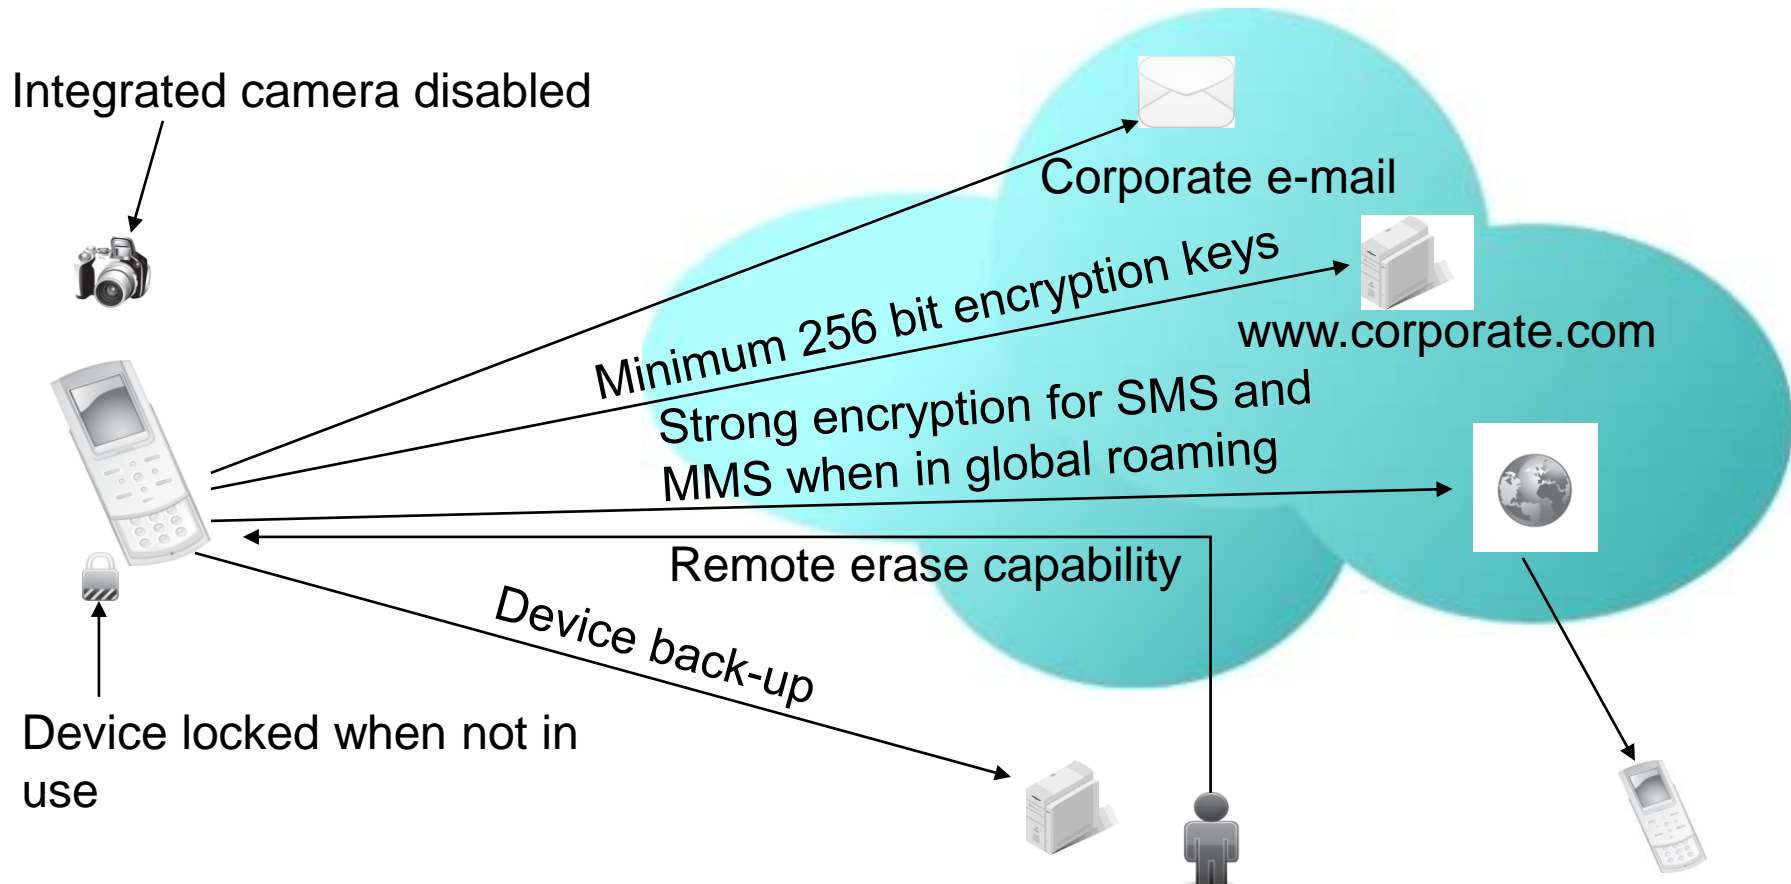 Integrated camera disabled
Corporate e-mail
Minimum 256 bit encryption keys
www.corporate.com
Strong encryption for SMS and
MMS when in global roaming
Remote erase capability
Device back-up
Device locked when not in
use